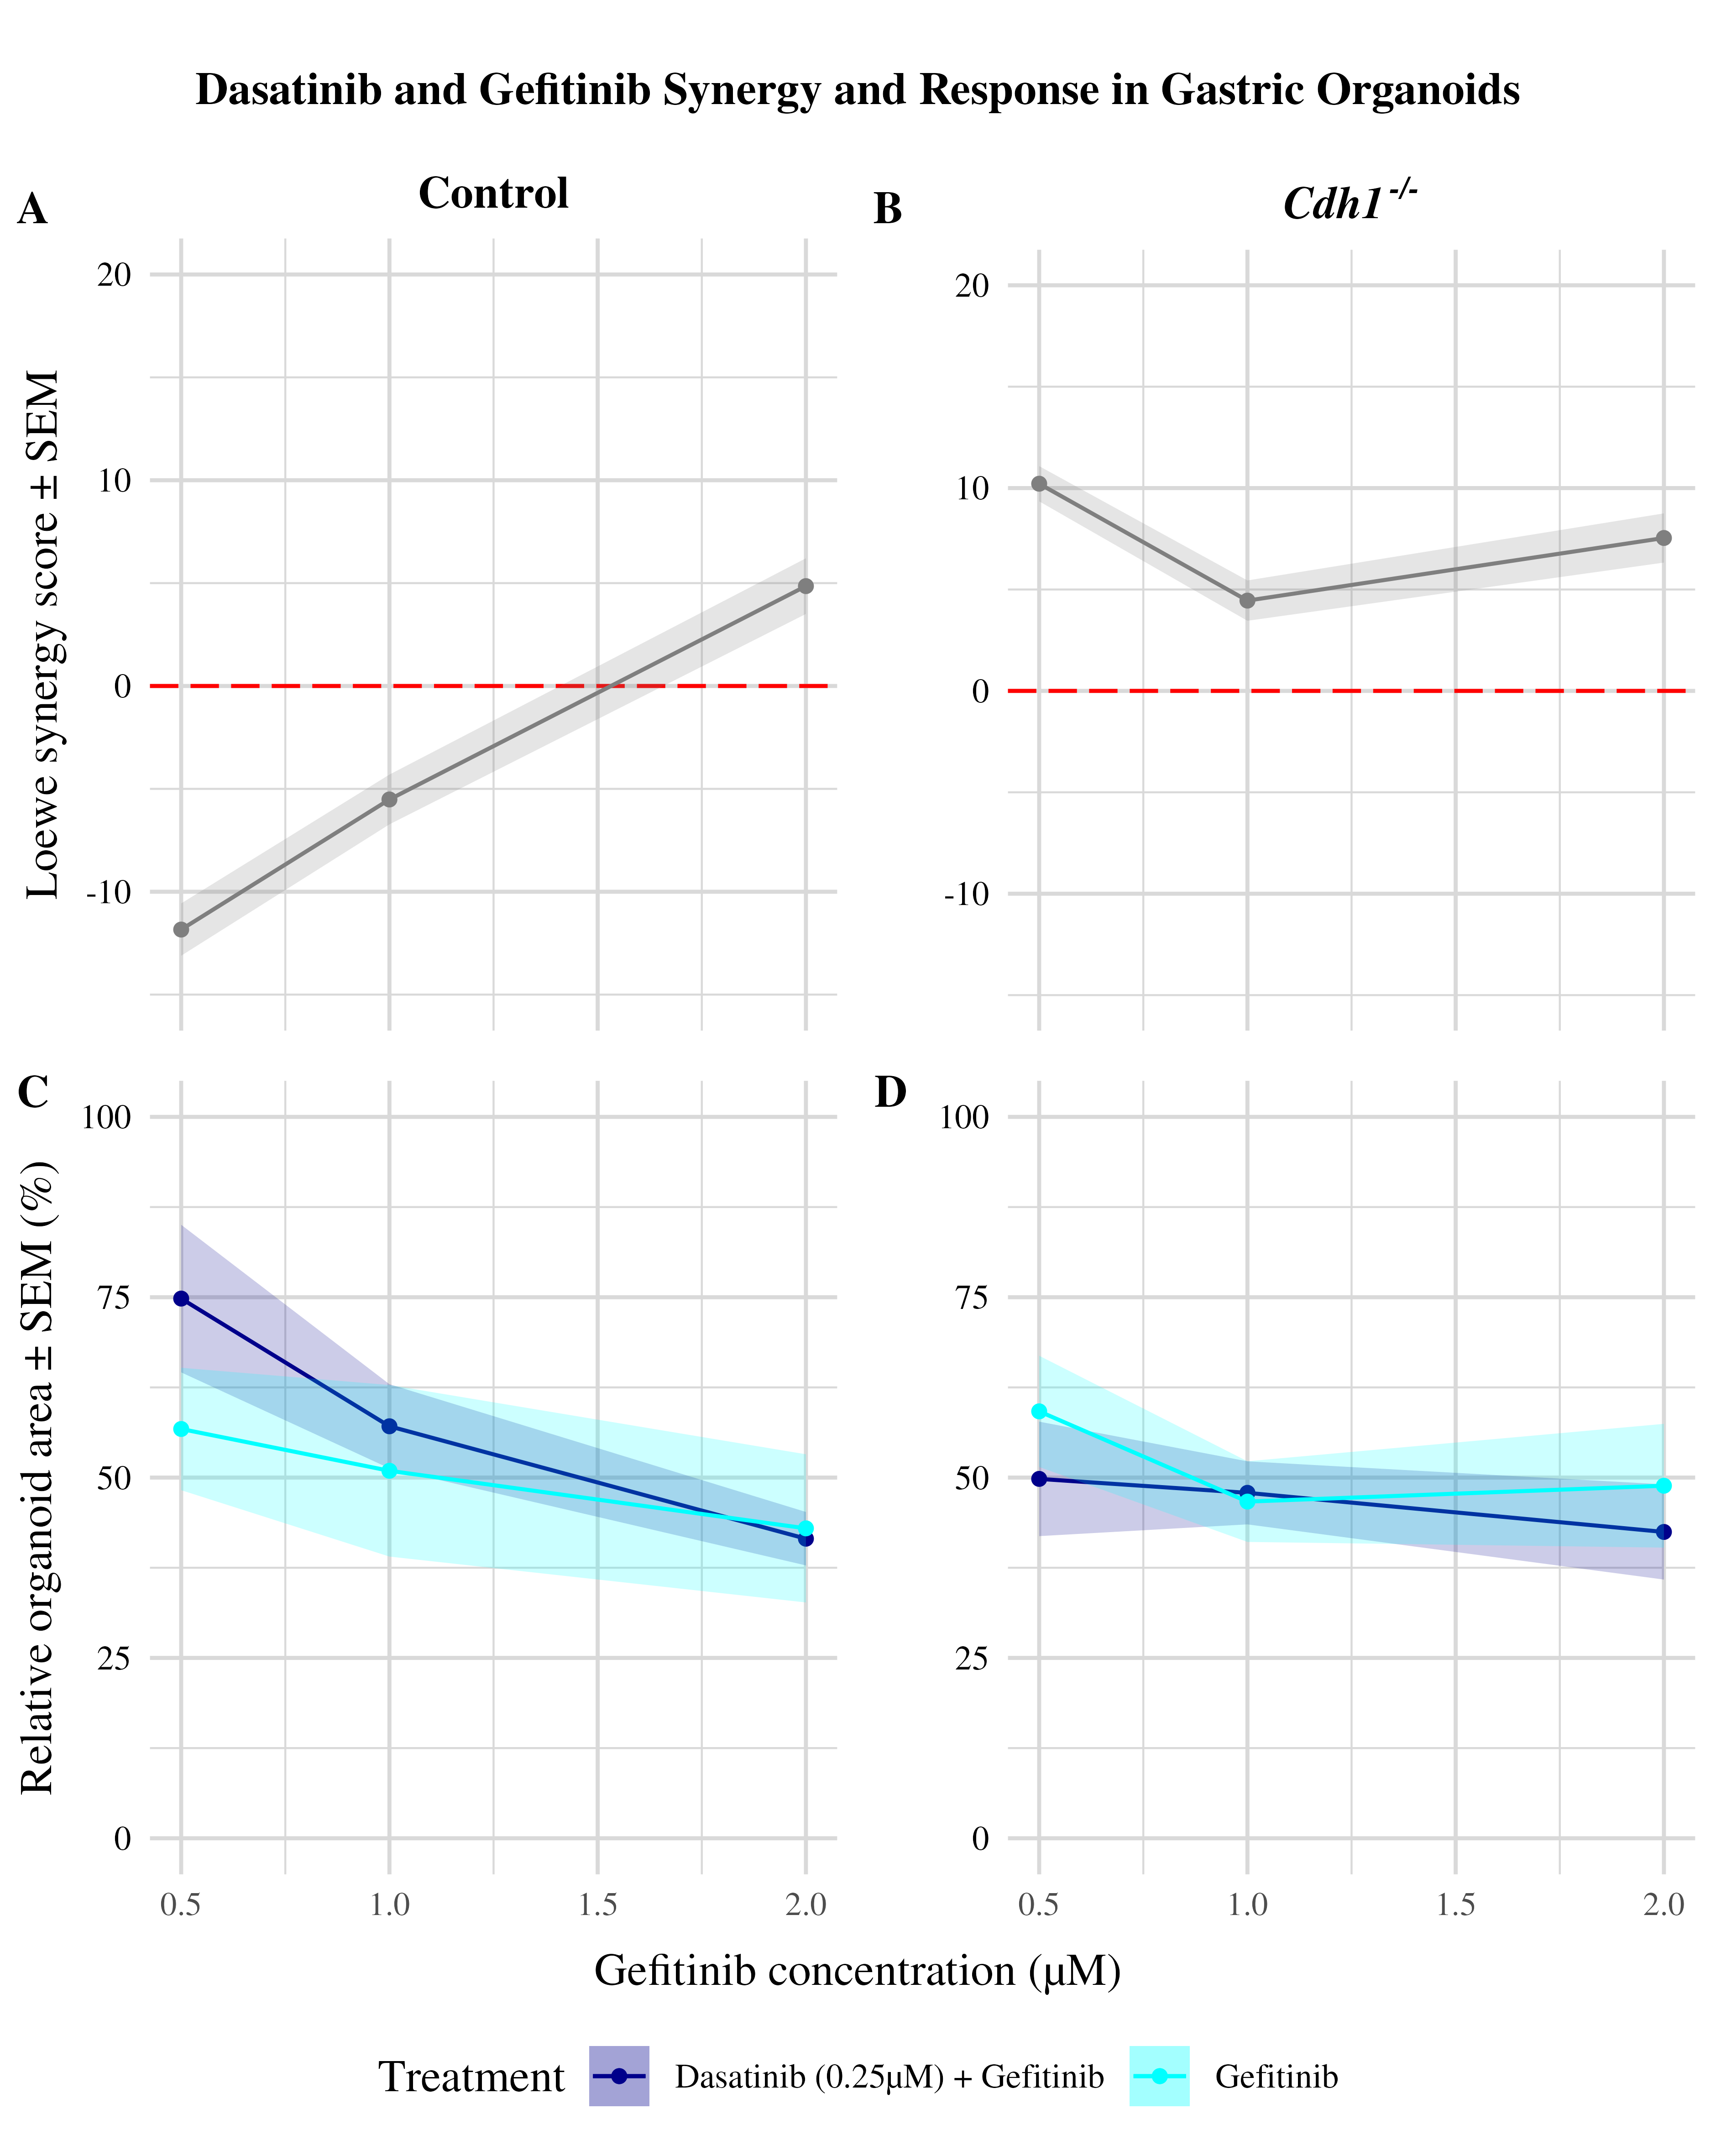 Dasatinib and Gefitinib Synergy and Response in Gastric Organoids
A
Control
B
Cdh1 -/-
Loewe synergy score ± SEM
20
10
0
-10
20
10
0
-10
C
D
Relative organoid area ± SEM (%)
100
75
50
25
0
100
75
50
25
0
0.5 1.0 1.5 2.0
0.5 1.0 1.5 2.0
Gefitinib concentration (μM)
Treatment Dasatinib (0.25μM) + Gefitinib Gefitinib